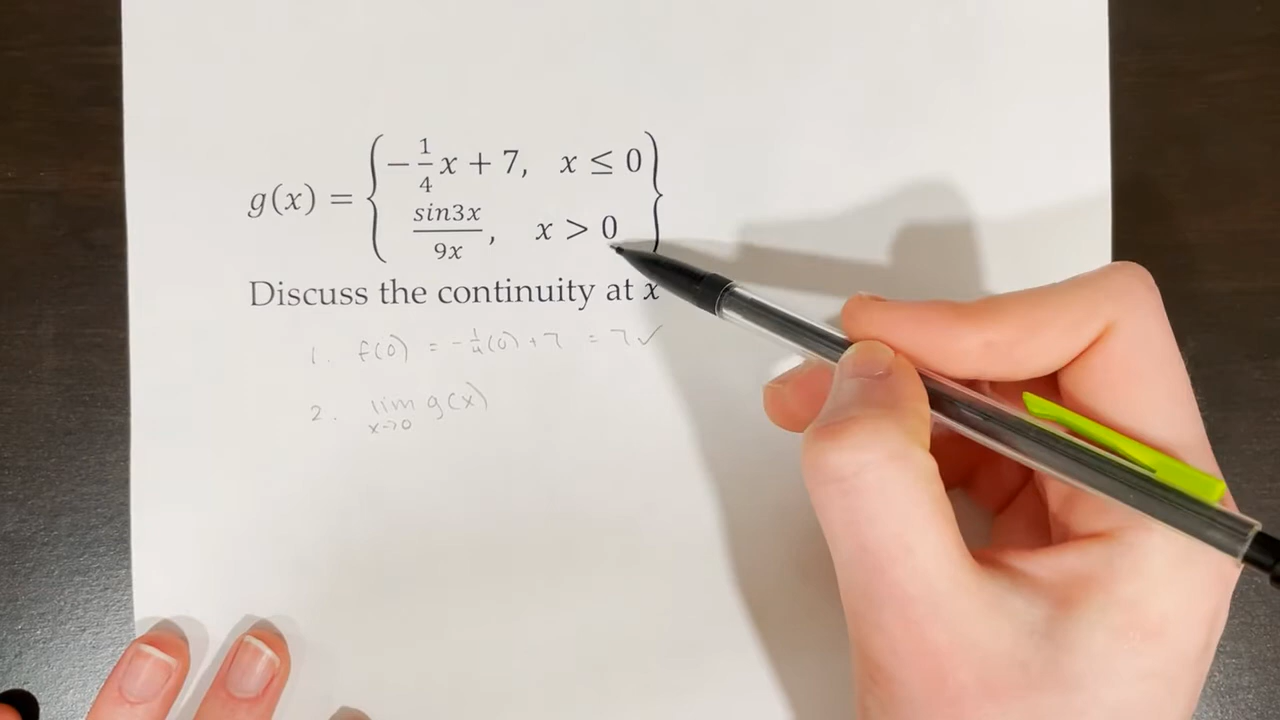 g(x) = { -1/4 x + 7, x ≤ 0
sin3x/9x, x > 0 }
Discuss the continuity at x
1. f(0) = -1/4(0) + 7 = 7 ✓
2. lim x→0 g(x)